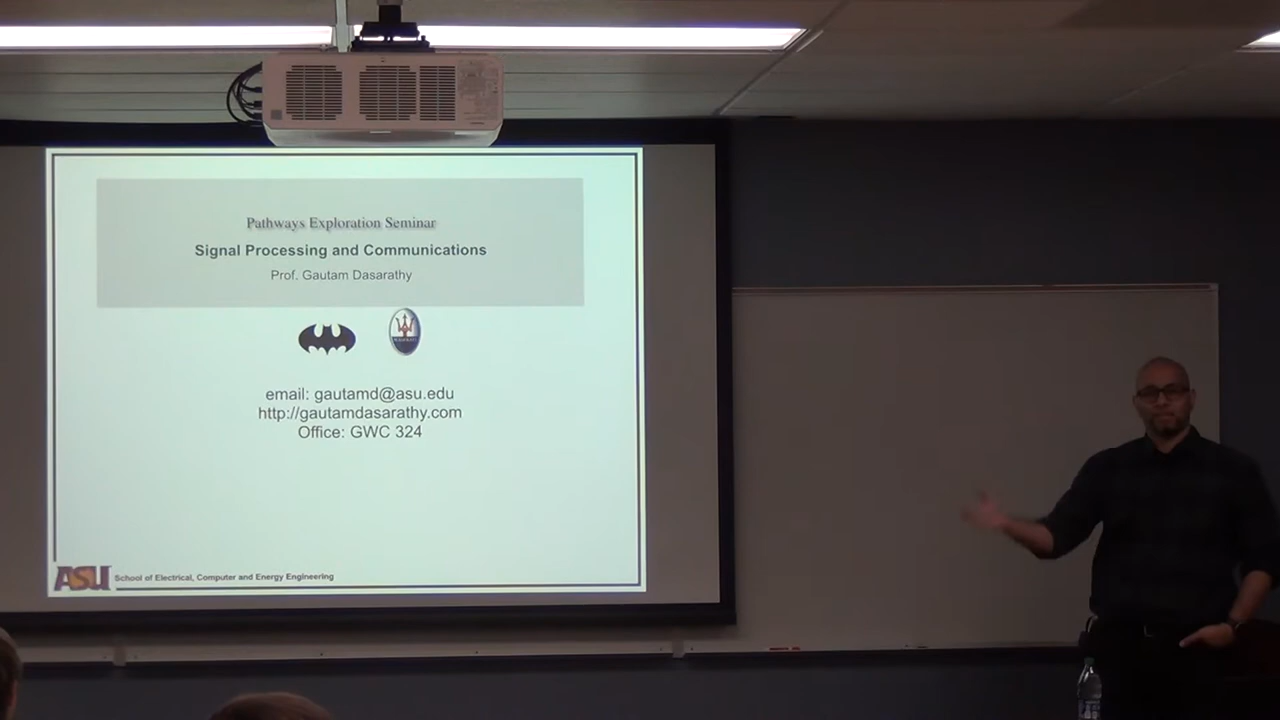 Pathways Exploration Seminar
Signal Processing and Communications
Prof. Gautam Dasarathy
MASERATI
email: gautamd@asu.edu
http://gautamdasarathy.com
Office: GWC 324
ASU School of Electrical, Computer and Energy Engineering